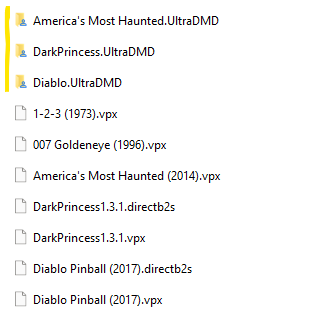 America's Most Haunted.UltraDMD
DarkPrincess.UltraDMD
Diablo.UltraDMD
1-2-3 (1973).vpx
007 Goldeneye (1996).vpx
America's Most Haunted (2014).vpx
DarkPrincess1.3.1.directb2s
DarkPrincess1.3.1.vpx
Diablo Pinball (2017).directb2s
Diablo Pinball (2017).vpx